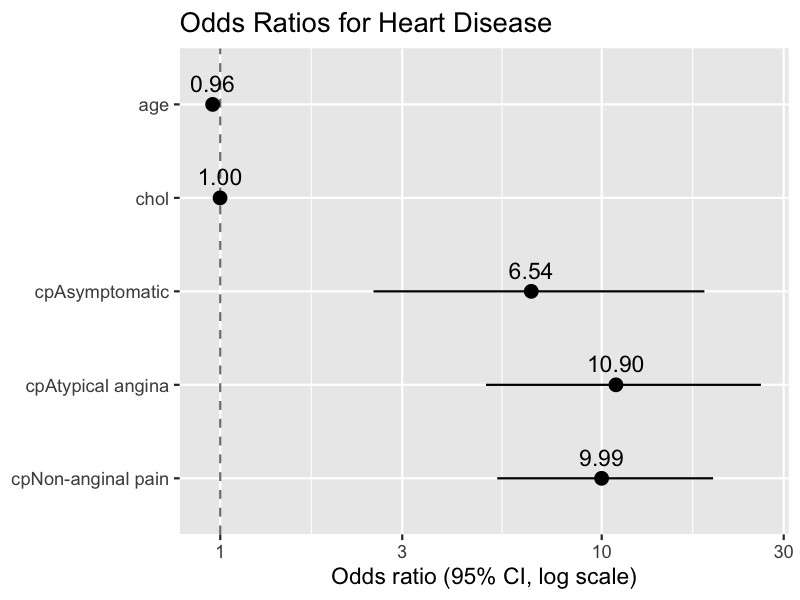 Odds Ratios for Heart Disease
age
0.96
chol
1.00
cpAsymptomatic
6.54
cpAtypical angina
10.90
cpNon-anginal pain
9.99
1 3 10 30
Odds ratio (95% CI, log scale)